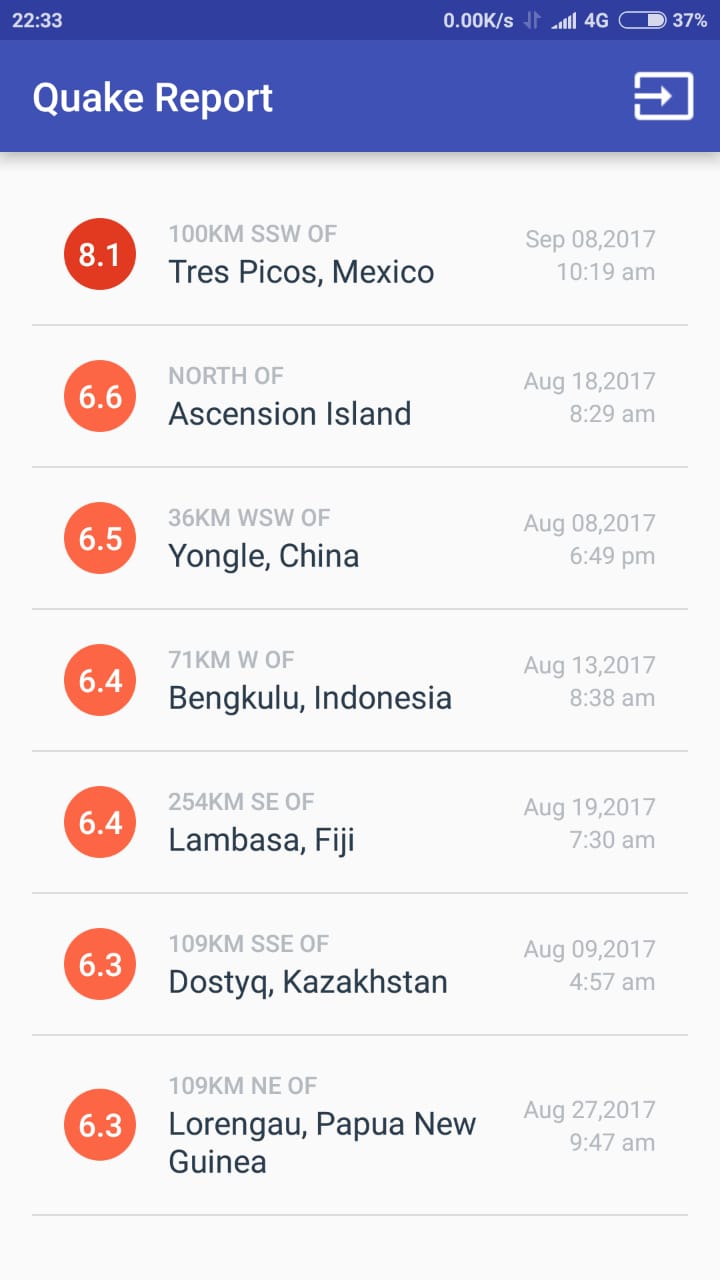 22:33 0.00K/s 4G 37%
Quake Report
8.1
100KM SSW OF
Tres Picos, Mexico
Sep 08,2017
10:19 am
6.6
NORTH OF
Ascension Island
Aug 18,2017
8:29 am
6.5
36KM WSW OF
Yongle, China
Aug 08,2017
6:49 pm
6.4
71KM W OF
Bengkulu, Indonesia
Aug 13,2017
8:38 am
6.4
254KM SE OF
Lambasa, Fiji
Aug 19,2017
7:30 am
6.3
109KM SSE OF
Dostyq, Kazakhstan
Aug 09,2017
4:57 am
6.3
109KM NE OF
Lorengau, Papua New
Guinea
Aug 27,2017
9:47 am